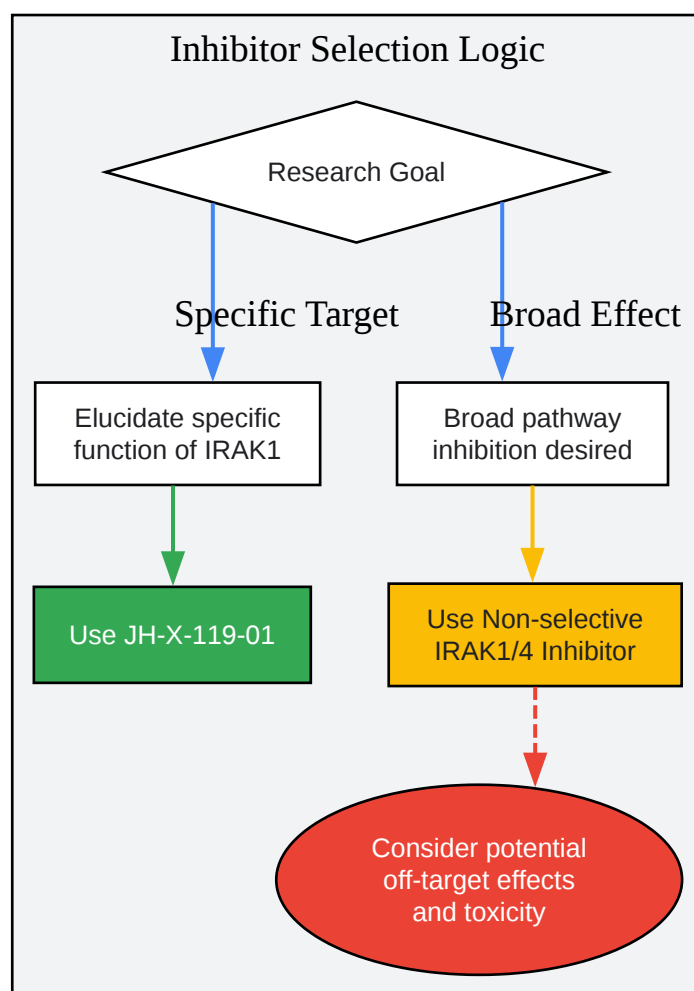 Inhibitor Selection Logic
Research Goal
Specific Target
Broad Effect
Elucidate specific
function of IRAK1
Broad pathway
inhibition desired
Use JH-X-119-01
Use Non-selective
IRAK1/4 Inhibitor
Consider potential
off-target effects
and toxicity